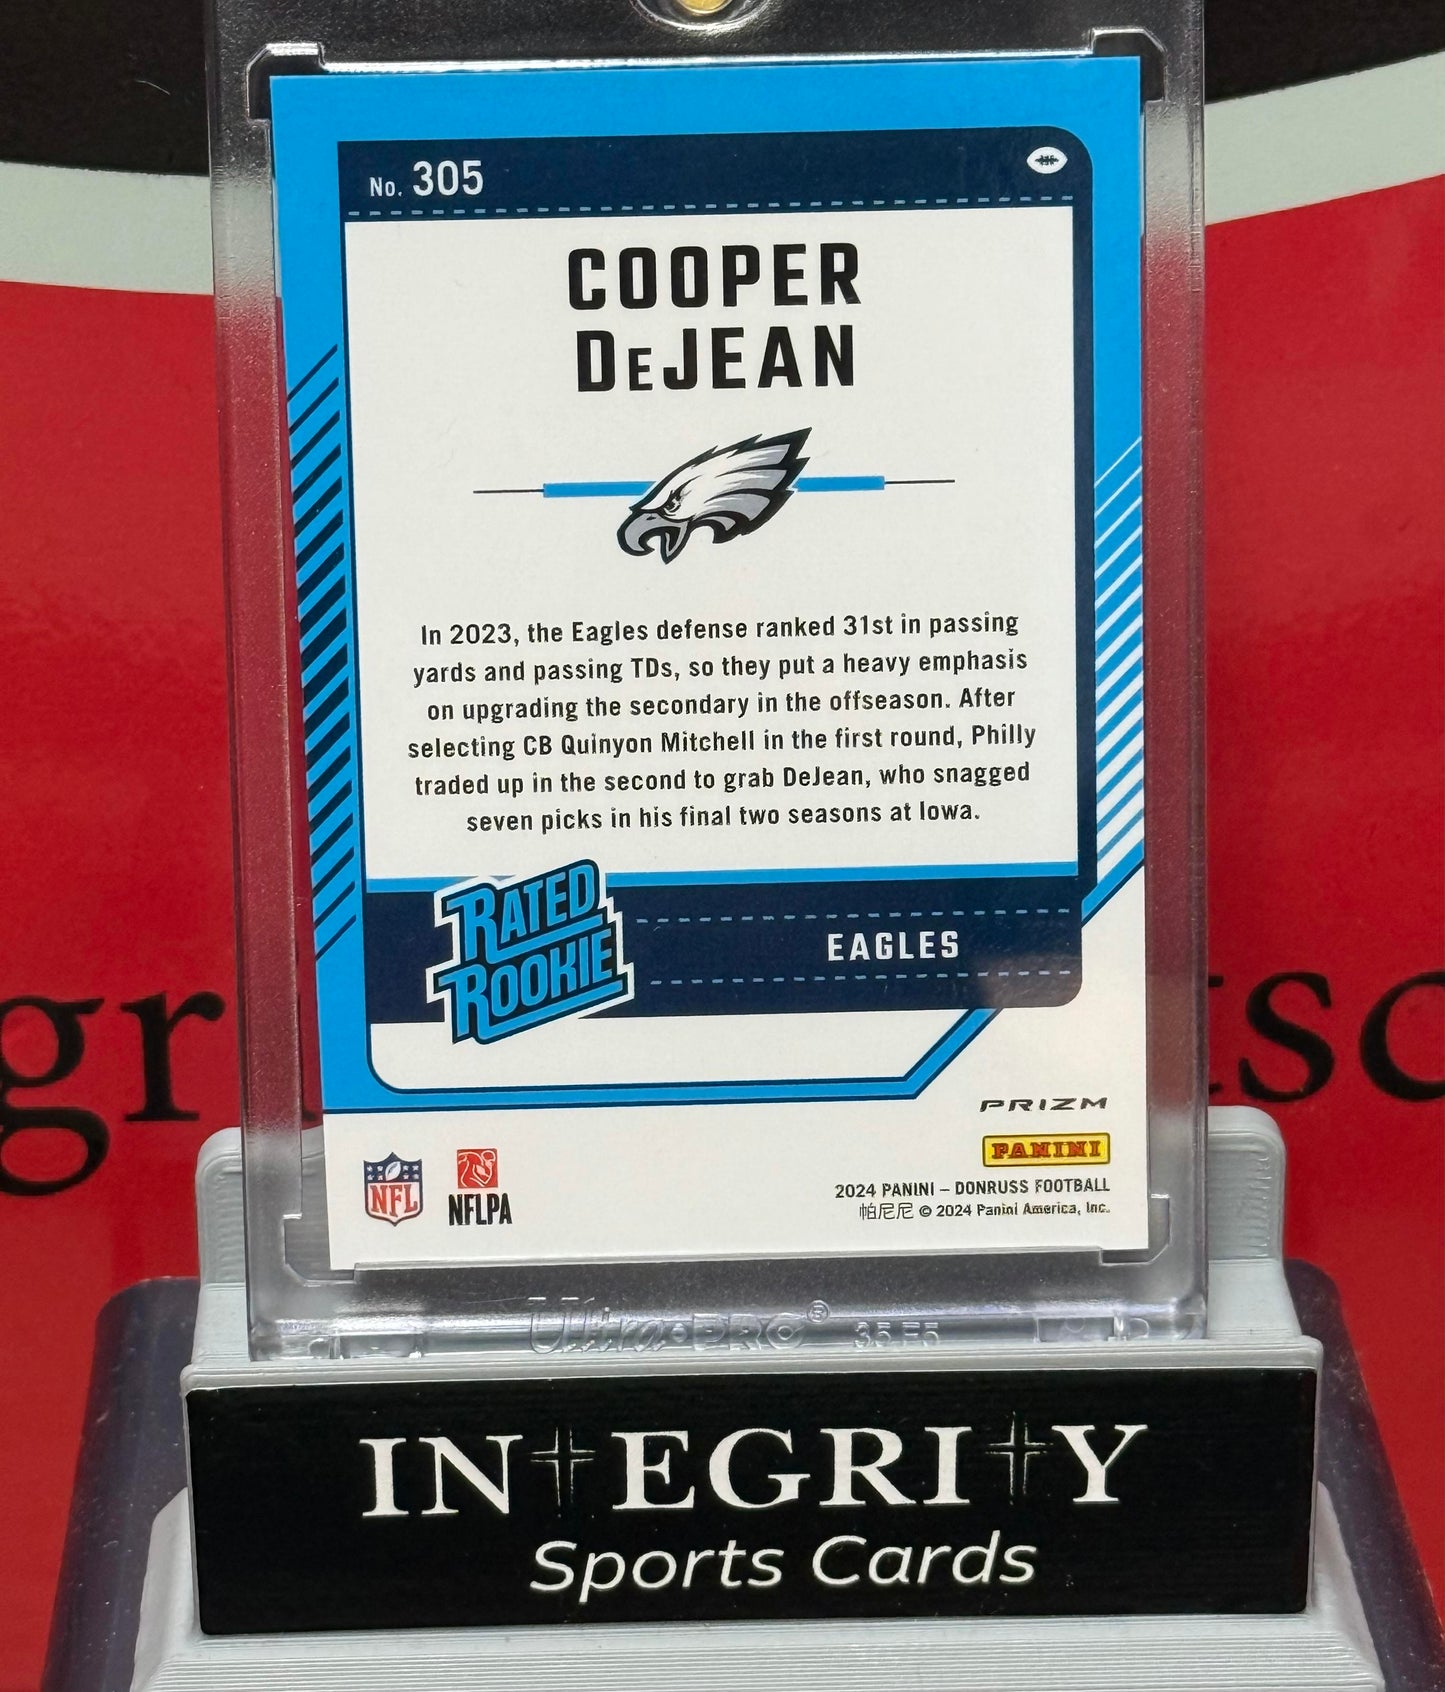 No. 305
COOPER
DeJEAN
In 2023, the Eagles defense ranked 31st in passing
yards and passing TDs, so they put a heavy emphasis
on upgrading the secondary in the offseason. After
selecting CB Quinyon Mitchell in the first round, Philly
traded up in the second to grab DeJean, who snagged
seven picks in his final two seasons at Iowa.
RATED
ROOKIE
EAGLES
PRIZM
PANINI
NFL
NFLPA
2024 PANINI – DONRUSS FOOTBALL
帕尼尼 © 2024 Panini America, Inc.
Ultra•PRO® 35 F5
INTEGRITY
Sports Cards